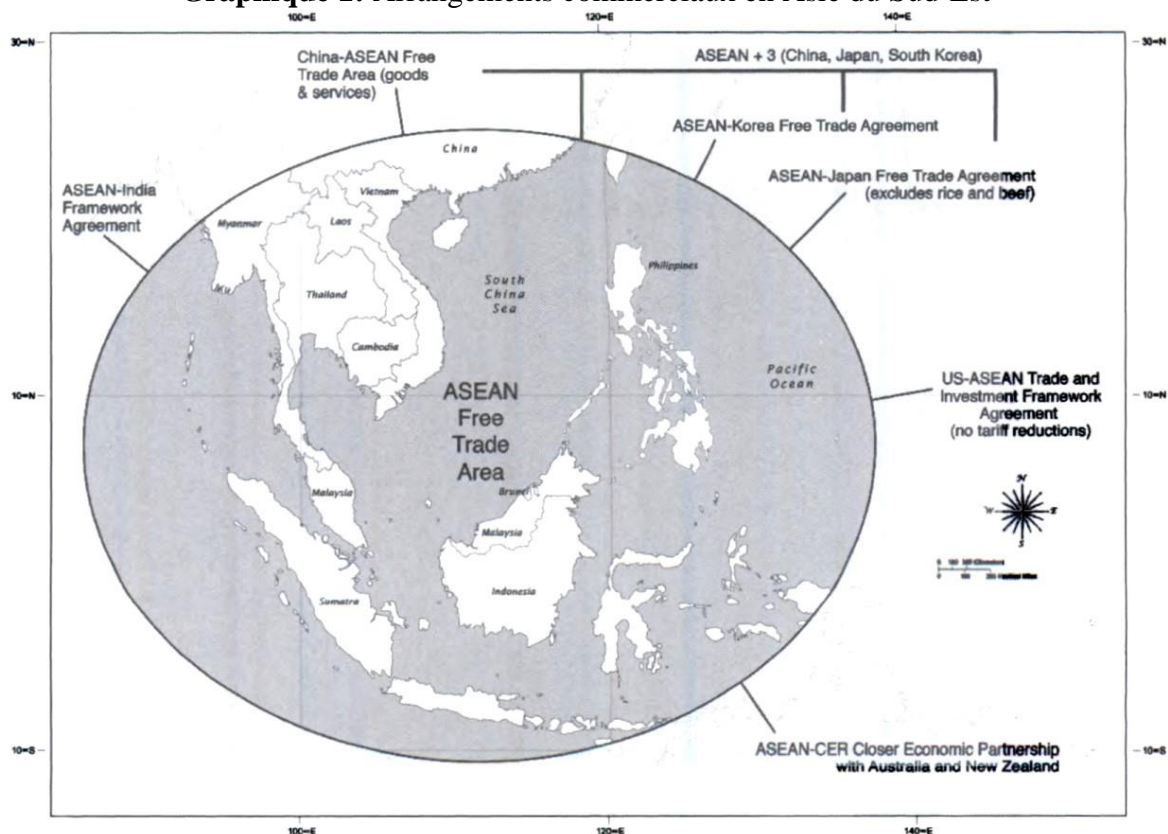 Graphique 1. Arrangements commerciaux en Asie du Sud-Est
100°E 120°E 140°E
30°N 30°N
China-ASEAN Free
Trade Area (goods
& services)
ASEAN + 3 (China, Japan, South Korea)
ASEAN-Korea Free Trade Agreement
ASEAN-Japan Free Trade Agreement
(excludes rice and beef)
ASEAN-India
Framework
Agreement
China
Vietnam
Myanmar
Laos
Thailand
Cambodia
South
China
Sea
Philippines
Pacific
Ocean
10°N 10°N
ASEAN
Free
Trade
Area
US-ASEAN Trade and
Investment Framework
Agreement
(no tariff reductions)
N
W E
S
Malaysia
Brunei
Malaysia
Sumatra
Indonesia
ASEAN-CER Closer Economic Partnership
with Australia and New Zealand
10°S 10°S
100°E 120°E 140°E